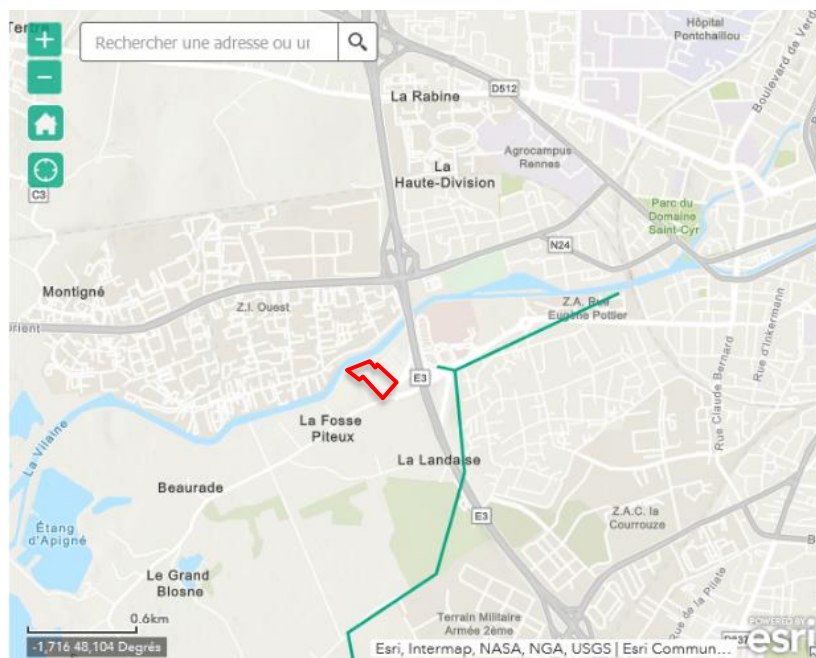 Tertre
+
Rechercher une adresse ou ur
−
Hôpital
Pontchaillou
Boulevard de Verd
D512
La Rabine
Agrocampus
Rennes
La
Haute-Division
C3
Parc du
Domaine
Saint-Cyr
N24
Montigné
Z.I. Ouest
Z.A. Rue
Eugène Pottier
orient
Rue d'Inkermann
E3
Rue Claude Bernard
La Fosse
Piteux
La Vilaine
La Landaise
Beaurade
E3
Z.A.C. la
Courrouze
Étang
d'Apigné
Le Grand
Blosne
Rue de la Pilate
0.6km
Terrain Militaire
Armée 2ème
-1,716 48,104 Degrés
Esri, Intermap, NASA, NGA, USGS | Esri Commun...
POWERED BY
esri